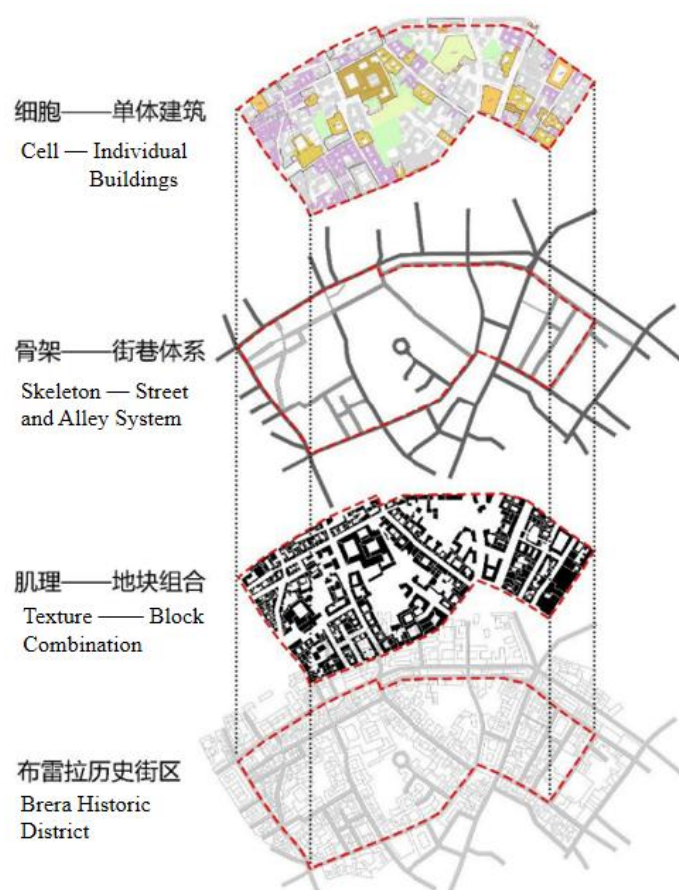 细胞——单体建筑
Cell — Individual
Buildings
骨架——街巷体系
Skeleton — Street
and Alley System
肌理——地块组合
Texture —— Block
Combination
布雷拉历史街区
Brera Historic
District